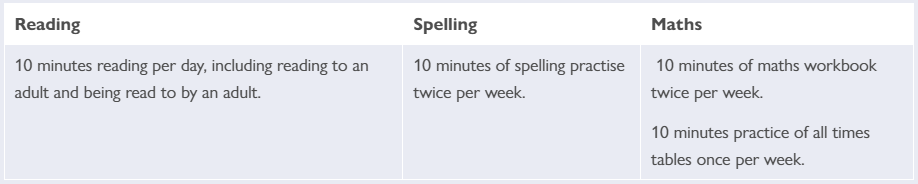 Reading
10 minutes reading per day, including reading to an
adult and being read to by an adult.
Spelling
10 minutes of spelling practise
twice per week.
Maths
10 minutes of maths workbook
twice per week.
10 minutes practice of all times
tables once per week.